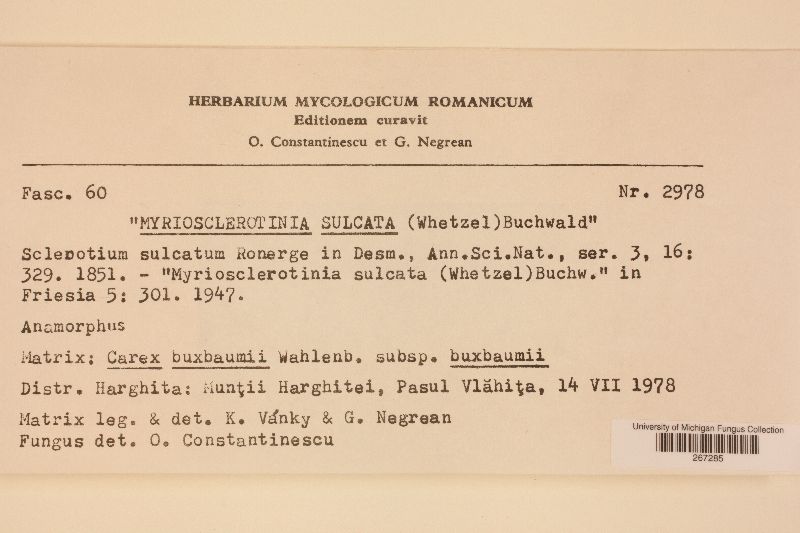 HERBARIUM MYCOLOGICUM ROMANICUM
Editionem curavit
O. Constantinescu et G. Negrean
Fasc. 60 Nr. 2978
"MYRIOSCLEROTINIA SULCATA (Whetzel)Buchwald"
Sclerotium sulcatum Ronerge in Desm., Ann.Sci.Nat., ser. 3, 16:
329. 1851. - "Myriosclerotinia sulcata (Whetzel)Buchw." in
Friesia 5: 301. 1947.
Anamorphus
Matrix: Carex buxbaumii Wahlenb. subsp. buxbaumii
Distr. Harghita: Munţii Harghitei, Pasul Vlăhiţa, 14 VII 1978
Matrix leg. & det. K. Vánky & G. Negrean
Fungus det. O. Constantinescu
University of Michigan Fungus Collection
267285